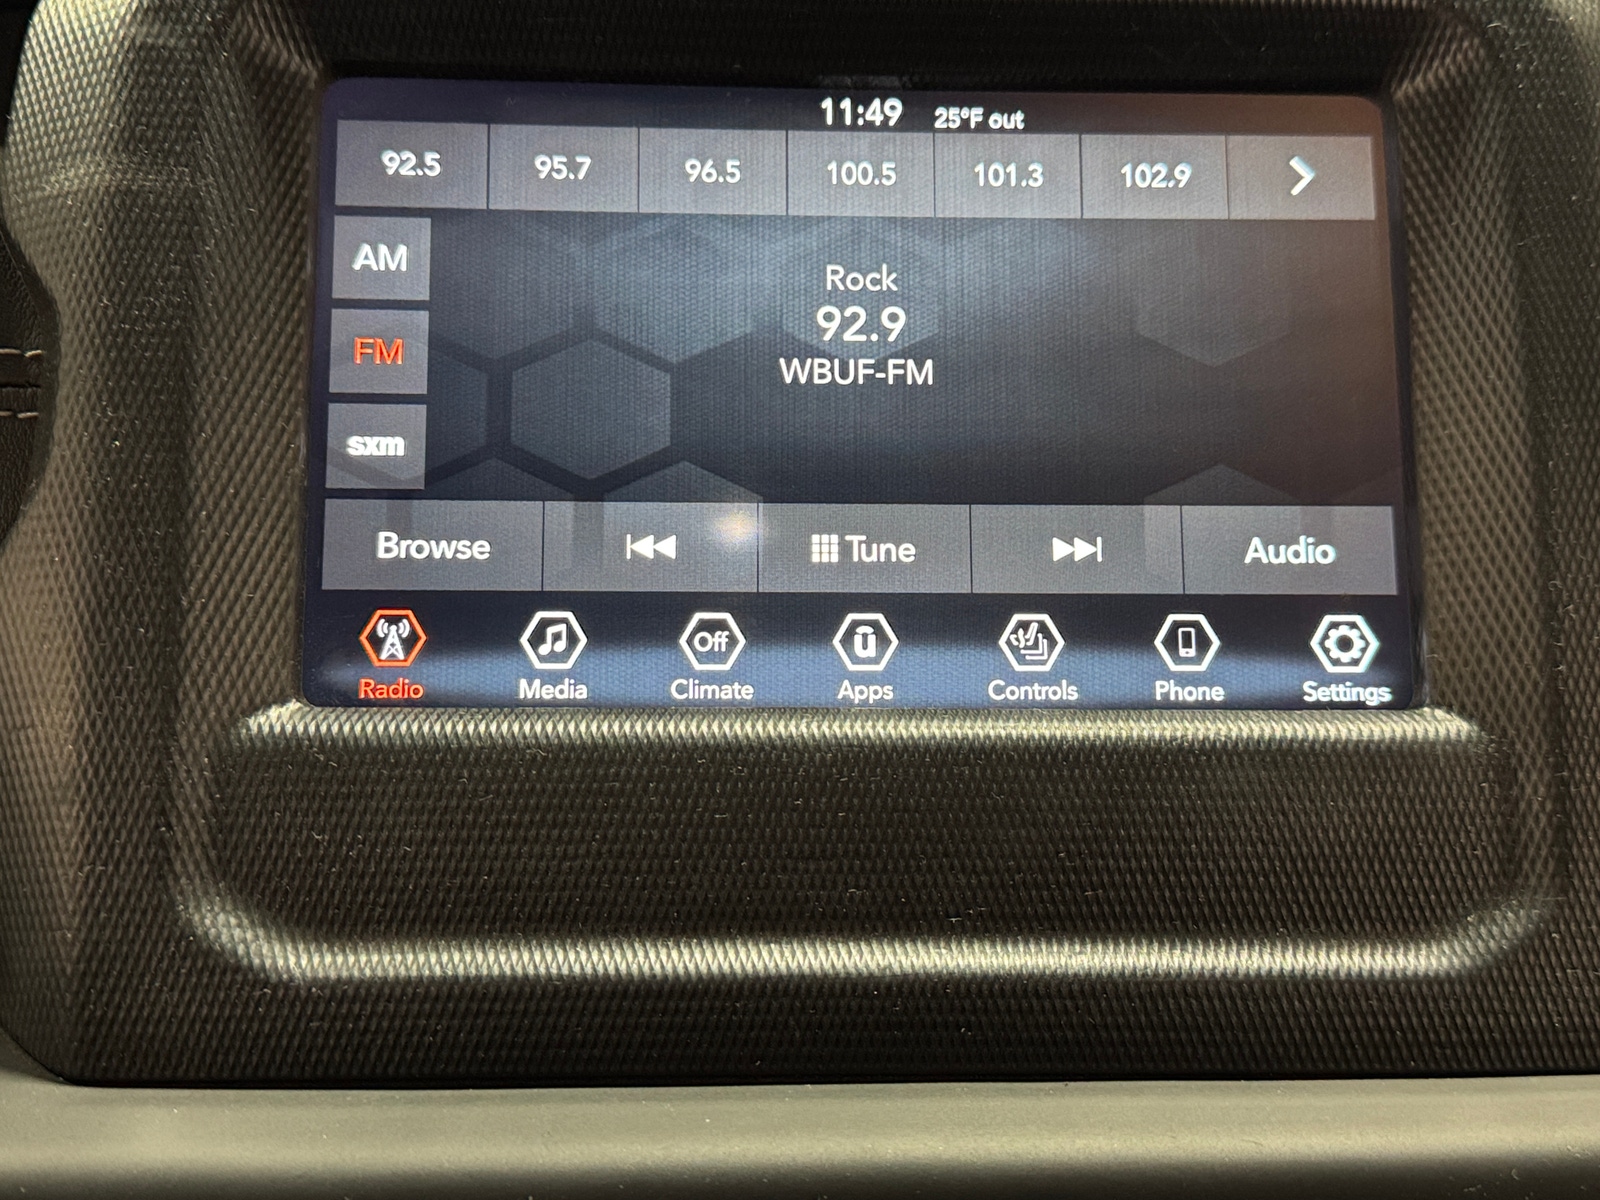 11:49 25°F out
92.5 95.7 96.5 100.5 101.3 102.9
AM
Rock
92.9
FM
WBUF-FM
sxm
Browse Tune Audio
Off
Radio Media Climate Apps Controls Phone Settings